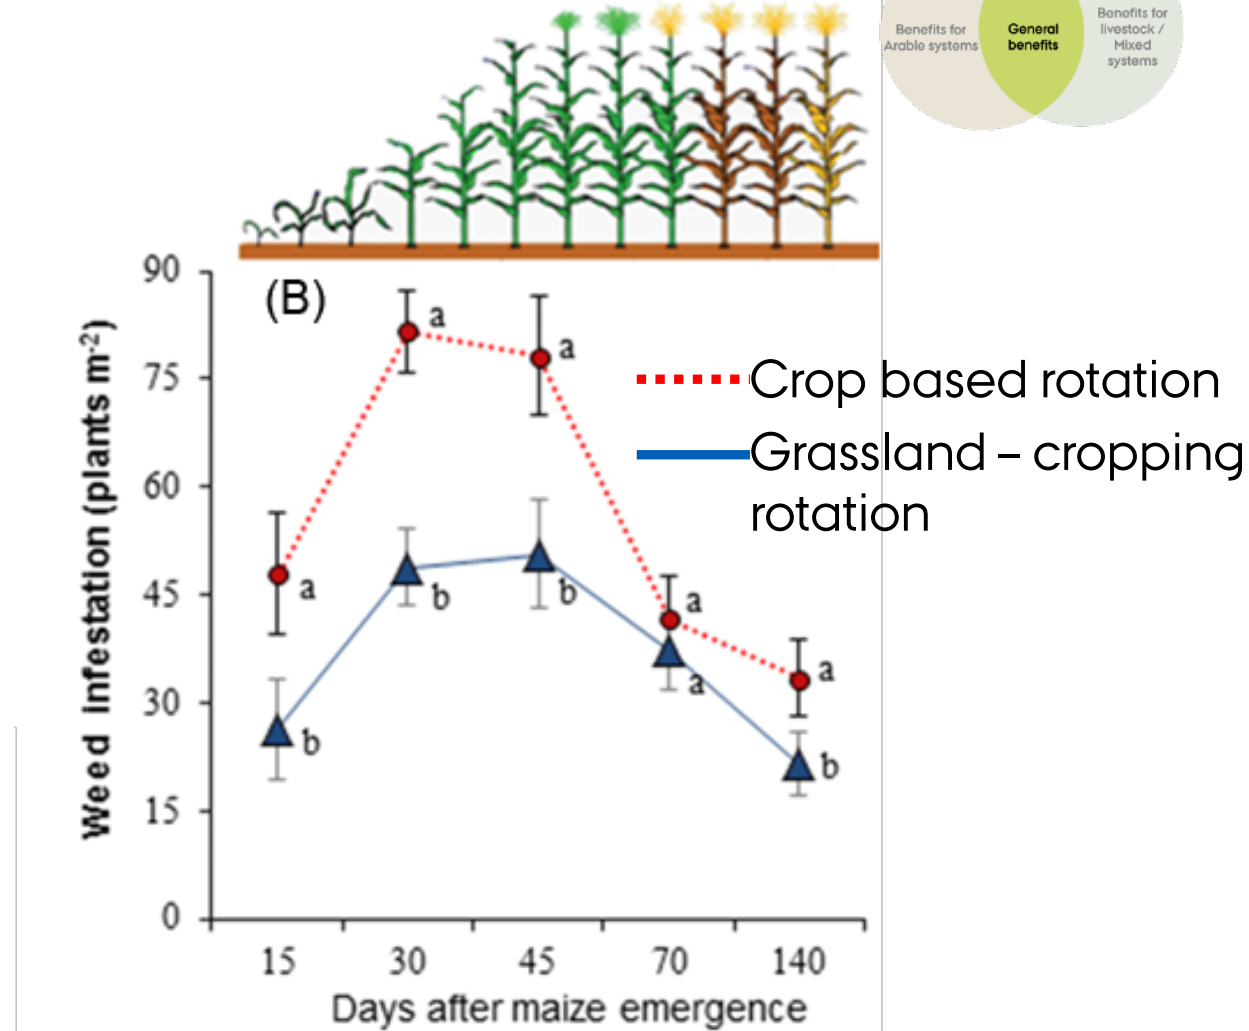 Benefits for
Arable systems
General
benefits
Benefits for
livestock /
Mixed
systems
(B)
90
75
60
45
30
15
0
Weed Infestation (plants m-2)
a
a
a
a
a
b
b
b
a
b
Crop based rotation
Grassland – cropping
rotation
15 30 45 70 140
Days after maize emergence